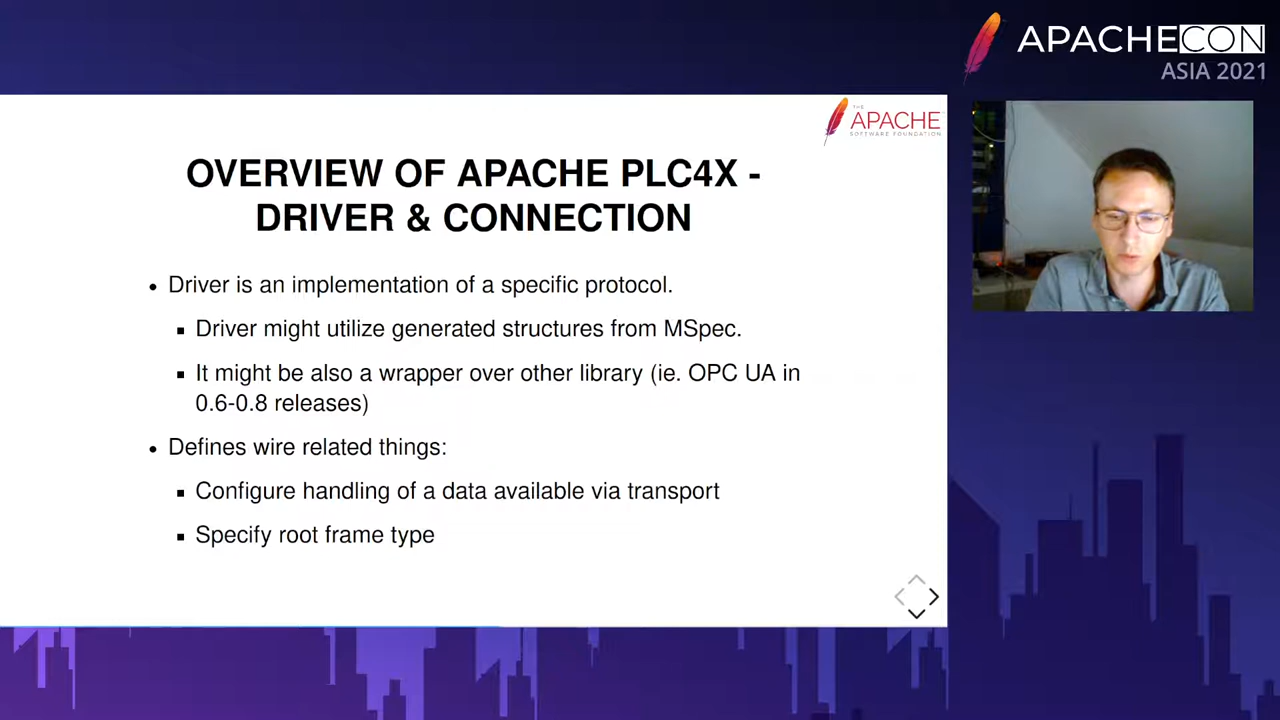 APACHECON
ASIA 2021
THE
APACHE
SOFTWARE FOUNDATION
OVERVIEW OF APACHE PLC4X -
DRIVER & CONNECTION
• Driver is an implementation of a specific protocol.
▪ Driver might utilize generated structures from MSpec.
▪ It might be also a wrapper over other library (ie. OPC UA in
0.6-0.8 releases)
• Defines wire related things:
▪ Configure handling of a data available via transport
▪ Specify root frame type